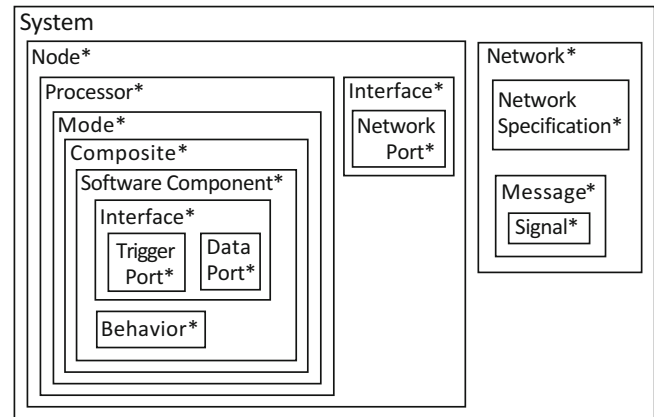 System
Node*
Processor*
Mode*
Composite*
Software Component*
Interface*
Trigger
Port*
Data
Port*
Behavior*
Interface*
Network
Port*
Network*
Network
Specification*
Message*
Signal*